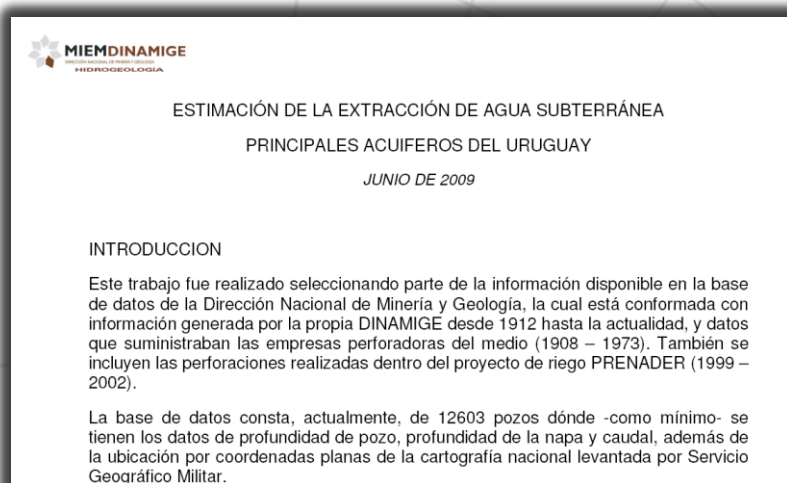 MIEMDINAMIGE
DIRECCIÓN NACIONAL DE MINERÍA Y GEOLOGÍA
HIDROGEOLOGÍA
ESTIMACIÓN DE LA EXTRACCIÓN DE AGUA SUBTERRÁNEA
PRINCIPALES ACUIFEROS DEL URUGUAY
JUNIO DE 2009
INTRODUCCION
Este trabajo fue realizado seleccionando parte de la información disponible en la base
de datos de la Dirección Nacional de Minería y Geología, la cual está conformada con
información generada por la propia DINAMIGE desde 1912 hasta la actualidad, y datos
que suministraban las empresas perforadoras del medio (1908 – 1973). También se
incluyen las perforaciones realizadas dentro del proyecto de riego PRENADER (1999 –
2002).
La base de datos consta, actualmente, de 12603 pozos dónde -como mínimo- se
tienen los datos de profundidad de pozo, profundidad de la napa y caudal, además de
la ubicación por coordenadas planas de la cartografía nacional levantada por Servicio
Geográfico Militar.